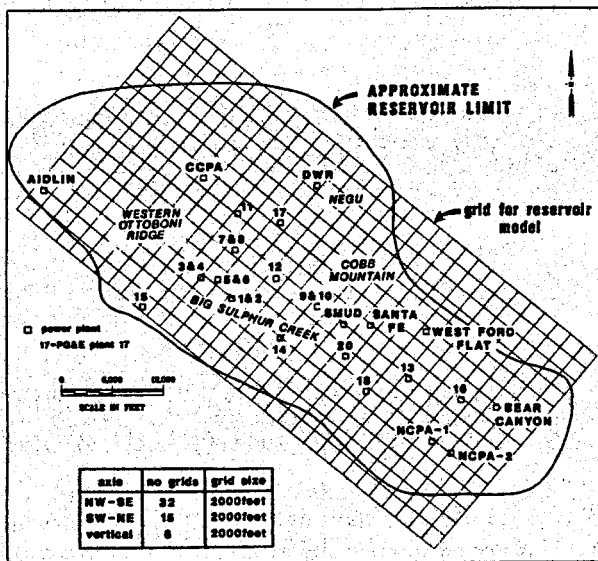 APPROXIMATE
RESERVOIR LIMIT
AIDLIN
CCPA
DWR
NEGU
grid for reservoir
model
WESTERN
OTTOBONI
RIDGE
11
17
7&8
COBB
MOUNTAIN
3&4
5&6
12
1&2
9&10
15
BIG SULPHUR CREEK
SMUD
SANTA
FE
WEST FORD
FLAT
14
20
13
18
16
BEAR
CANYON
NCPA-1
NCPA-2
power plant
17-PG&E plant 17
0
SCALE IN FEET
axis no grids grid size
NW-SE 32 2000feet
SW-NE 15 2000feet
vertical 6 2000feet